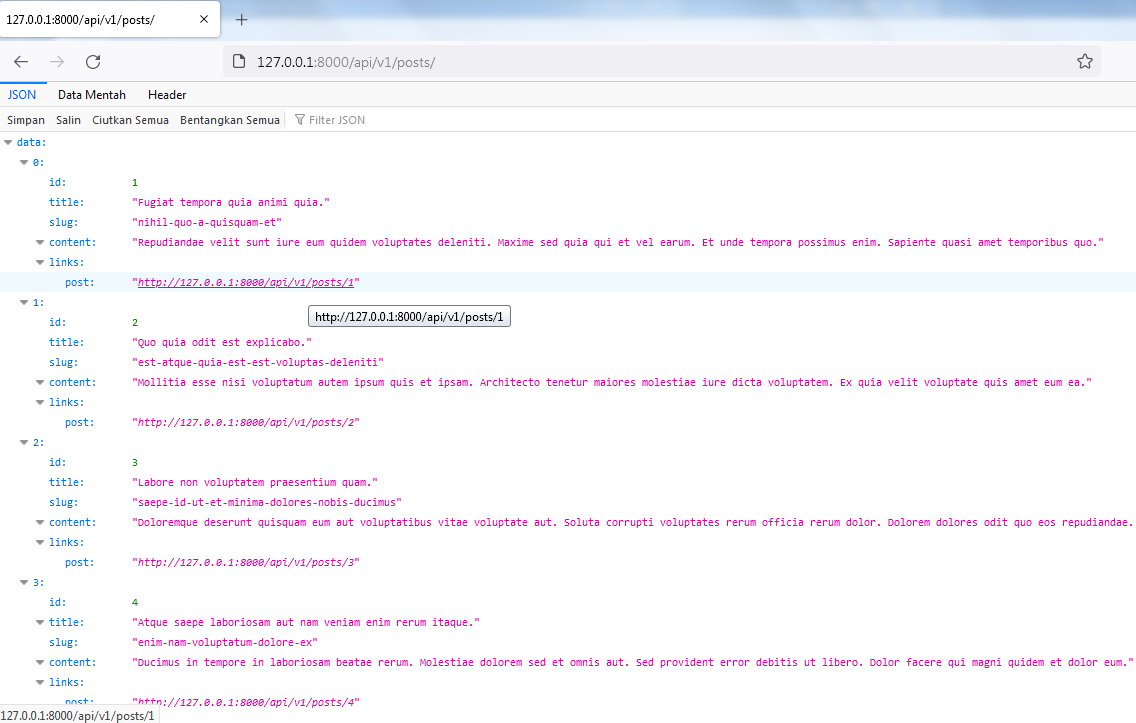 127.0.0.1:8000/api/v1/posts/
127.0.0.1:8000/api/v1/posts/
JSON Data Mentah Header
Simpan Salin Ciutkan Semua Bentangkan Semua Filter JSON
data:
0:
id: 1
title: "Fugiat tempora quia animi quia."
slug: "nihil-quo-a-quisquam-et"
content: "Repudiandae velit sunt iure eum quidem voluptates deleniti. Maxime sed quia qui et vel earum. Et unde tempora possimus enim. Sapiente quasi amet temporibus quo."
links:
post: "http://127.0.0.1:8000/api/v1/posts/1"
1:
http://127.0.0.1:8000/api/v1/posts/1
id: 2
title: "Quo quia odit est explicabo."
slug: "est-atque-quia-est-est-voluptas-deleniti"
content: "Mollitia esse nisi voluptatum autem ipsum quis et ipsam. Architecto tenetur maiores molestiae iure dicta voluptatem. Ex quia velit voluptate quis amet eum ea."
links:
post: "http://127.0.0.1:8000/api/v1/posts/2"
2:
id: 3
title: "Labore non voluptatem praesentium quam."
slug: "saepe-id-ut-et-minima-dolores-nobis-ducimus"
content: "Doloremque deserunt quisquam eum aut voluptatibus vitae voluptate aut. Soluta corrupti voluptates rerum officia rerum dolor. Dolorem dolores odit quo eos repudiandae.
links:
post: "http://127.0.0.1:8000/api/v1/posts/3"
3:
id: 4
title: "Atque saepe laboriosam aut nam veniam enim rerum itaque."
slug: "enim-nam-voluptatum-dolore-ex"
content: "Ducimus in tempore in laboriosam beatae rerum. Molestiae dolorem sed et omnis aut. Sed provident error debitis ut libero. Dolor facere qui magni quidem et dolor eum."
links:
post: "http://127.0.0.1:8000/api/v1/posts/4"
127.0.0.1:8000/api/v1/posts/1